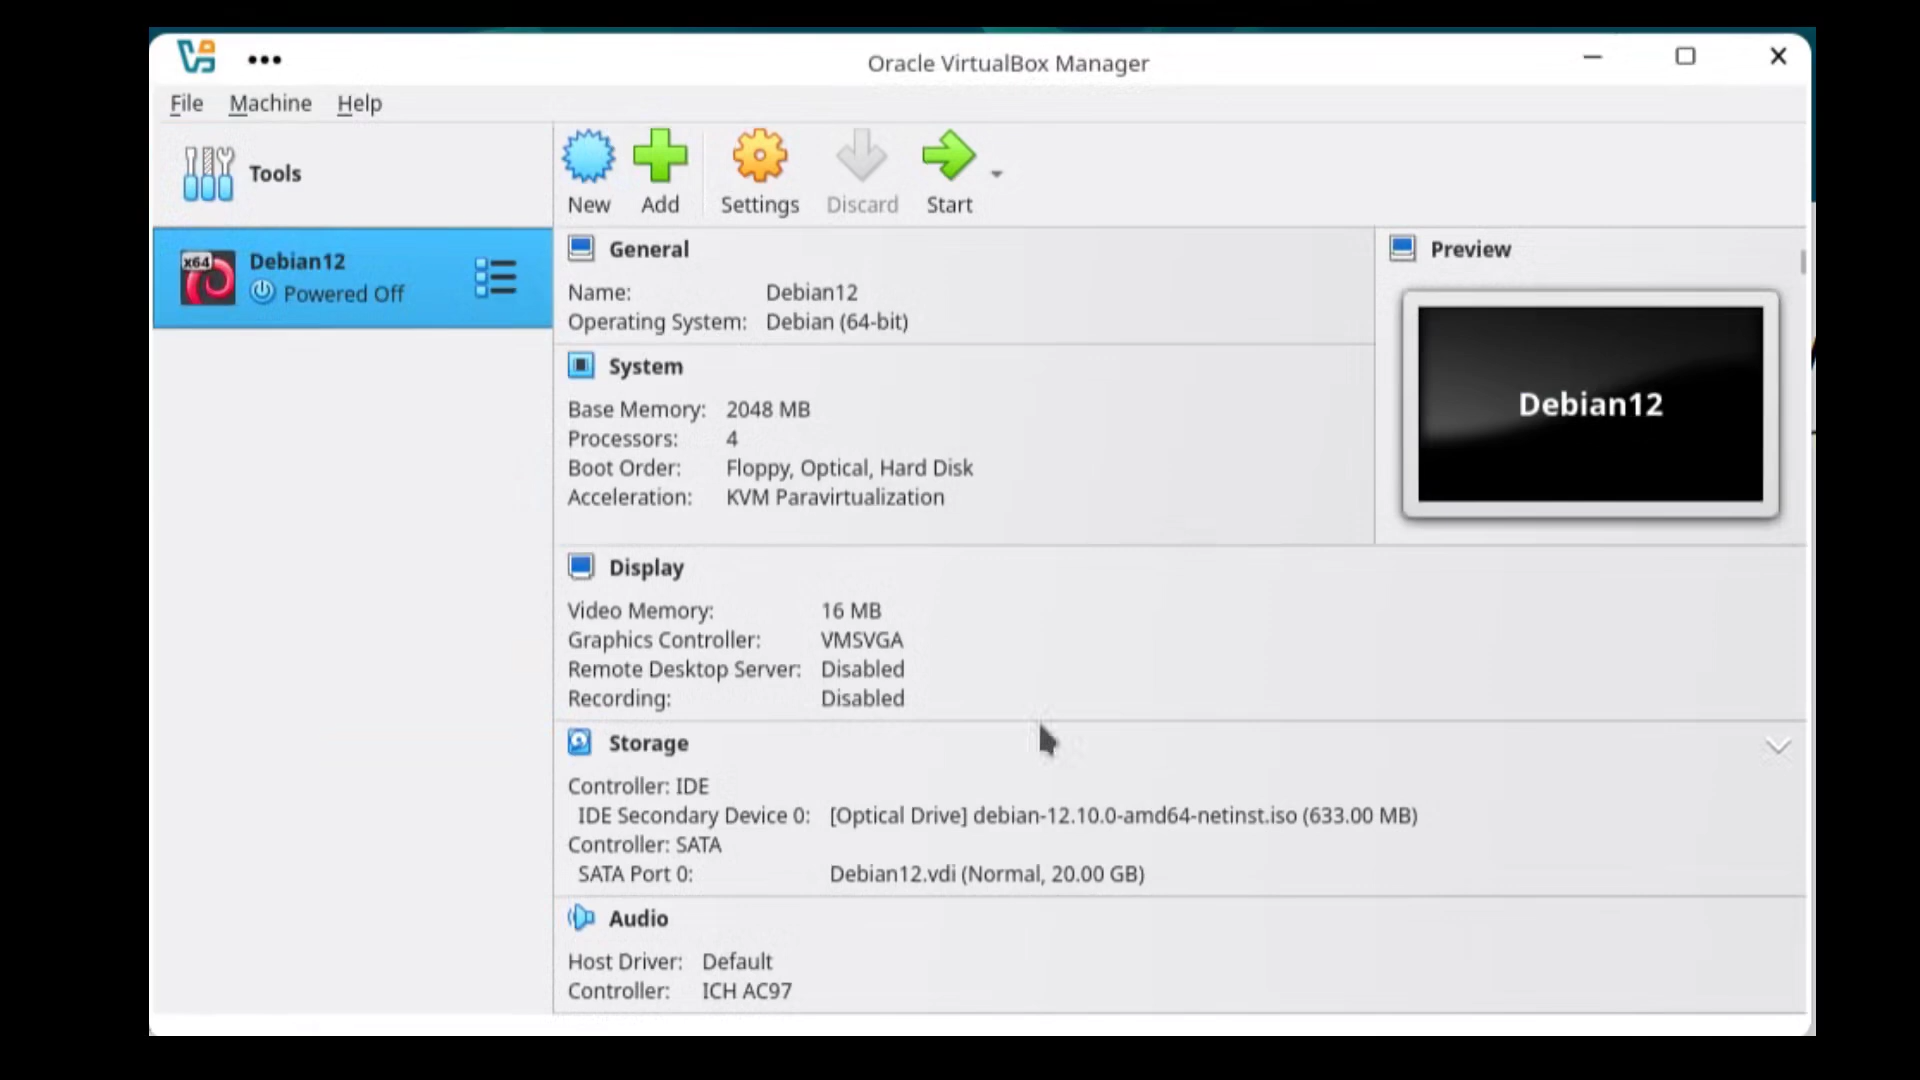 Oracle VirtualBox Manager
File Machine Help
Tools
New Add Settings Discard Start
x64 Debian12
Powered Off
General
Name: Debian12
Operating System: Debian (64-bit)
Preview
Debian12
System
Base Memory: 2048 MB
Processors: 4
Boot Order: Floppy, Optical, Hard Disk
Acceleration: KVM Paravirtualization
Display
Video Memory: 16 MB
Graphics Controller: VMSVGA
Remote Desktop Server: Disabled
Recording: Disabled
Storage
Controller: IDE
IDE Secondary Device 0: [Optical Drive] debian-12.10.0-amd64-netinst.iso (633.00 MB)
Controller: SATA
SATA Port 0: Debian12.vdi (Normal, 20.00 GB)
Audio
Host Driver: Default
Controller: ICH AC97